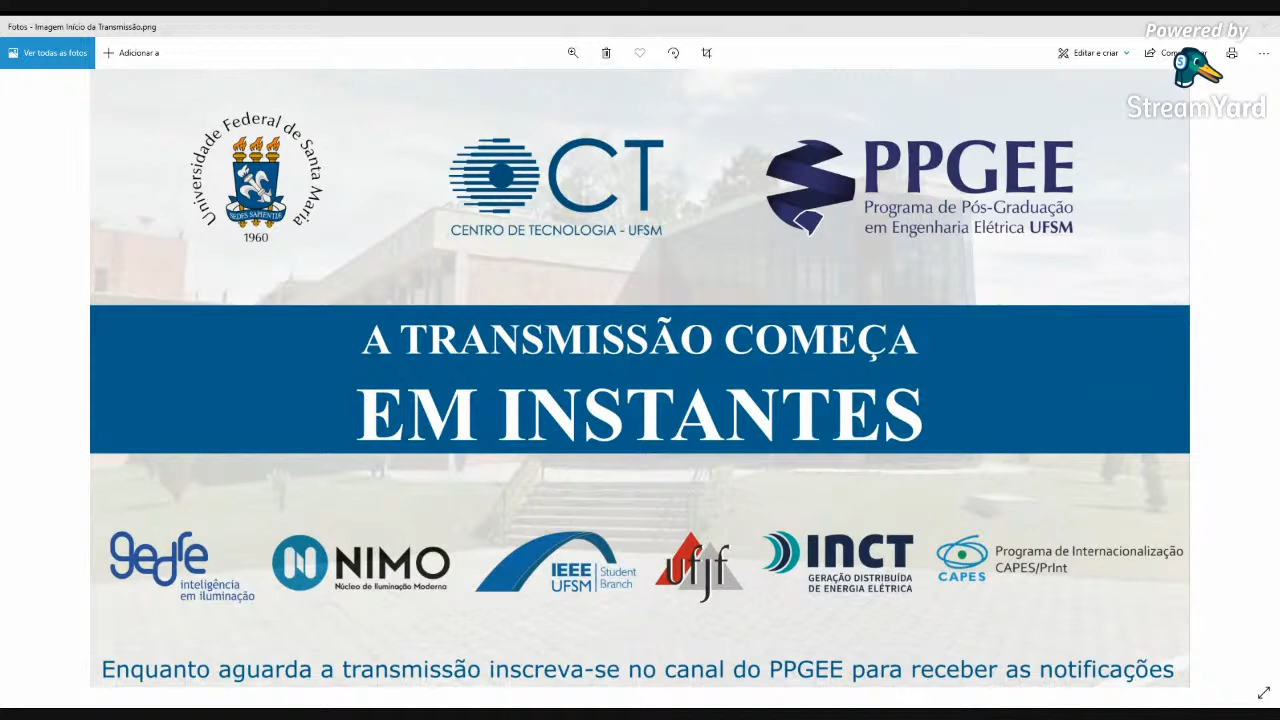 Fotos - Imagem Início da Transmissão.png
Powered by
Ver todas as fotos
Adicionar a
Editar e criar
StreamYard
Universidade Federal de Santa Maria
SEDES SAPIENTIÆ
1960
CT
CENTRO DE TECNOLOGIA - UFSM
PPGEE
Programa de Pós-Graduação
em Engenharia Elétrica UFSM
A TRANSMISSÃO COMEÇA
EM INSTANTES
gedre
inteligência
em iluminação
NIMO
Núcleo de Iluminação Moderna
IEEE
UFSM
Student
Branch
ufjf
INCT
GERAÇÃO DISTRIBUÍDA
DE ENERGIA ELÉTRICA
CAPES
Programa de Internacionalização
CAPES/PrInt
Enquanto aguarda a transmissão inscreva-se no canal do PPGEE para receber as notificações